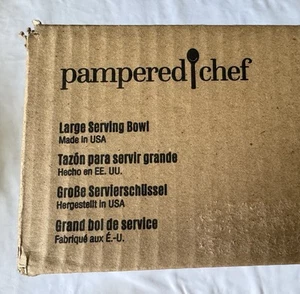 pampered chef
Large Serving Bowl
Made in USA
Tazón para servir grande
Hecho en EE. UU.
Große Servierschüssel
Hergestellt in USA
Grand bol de service
Fabriqué aux É.-U.